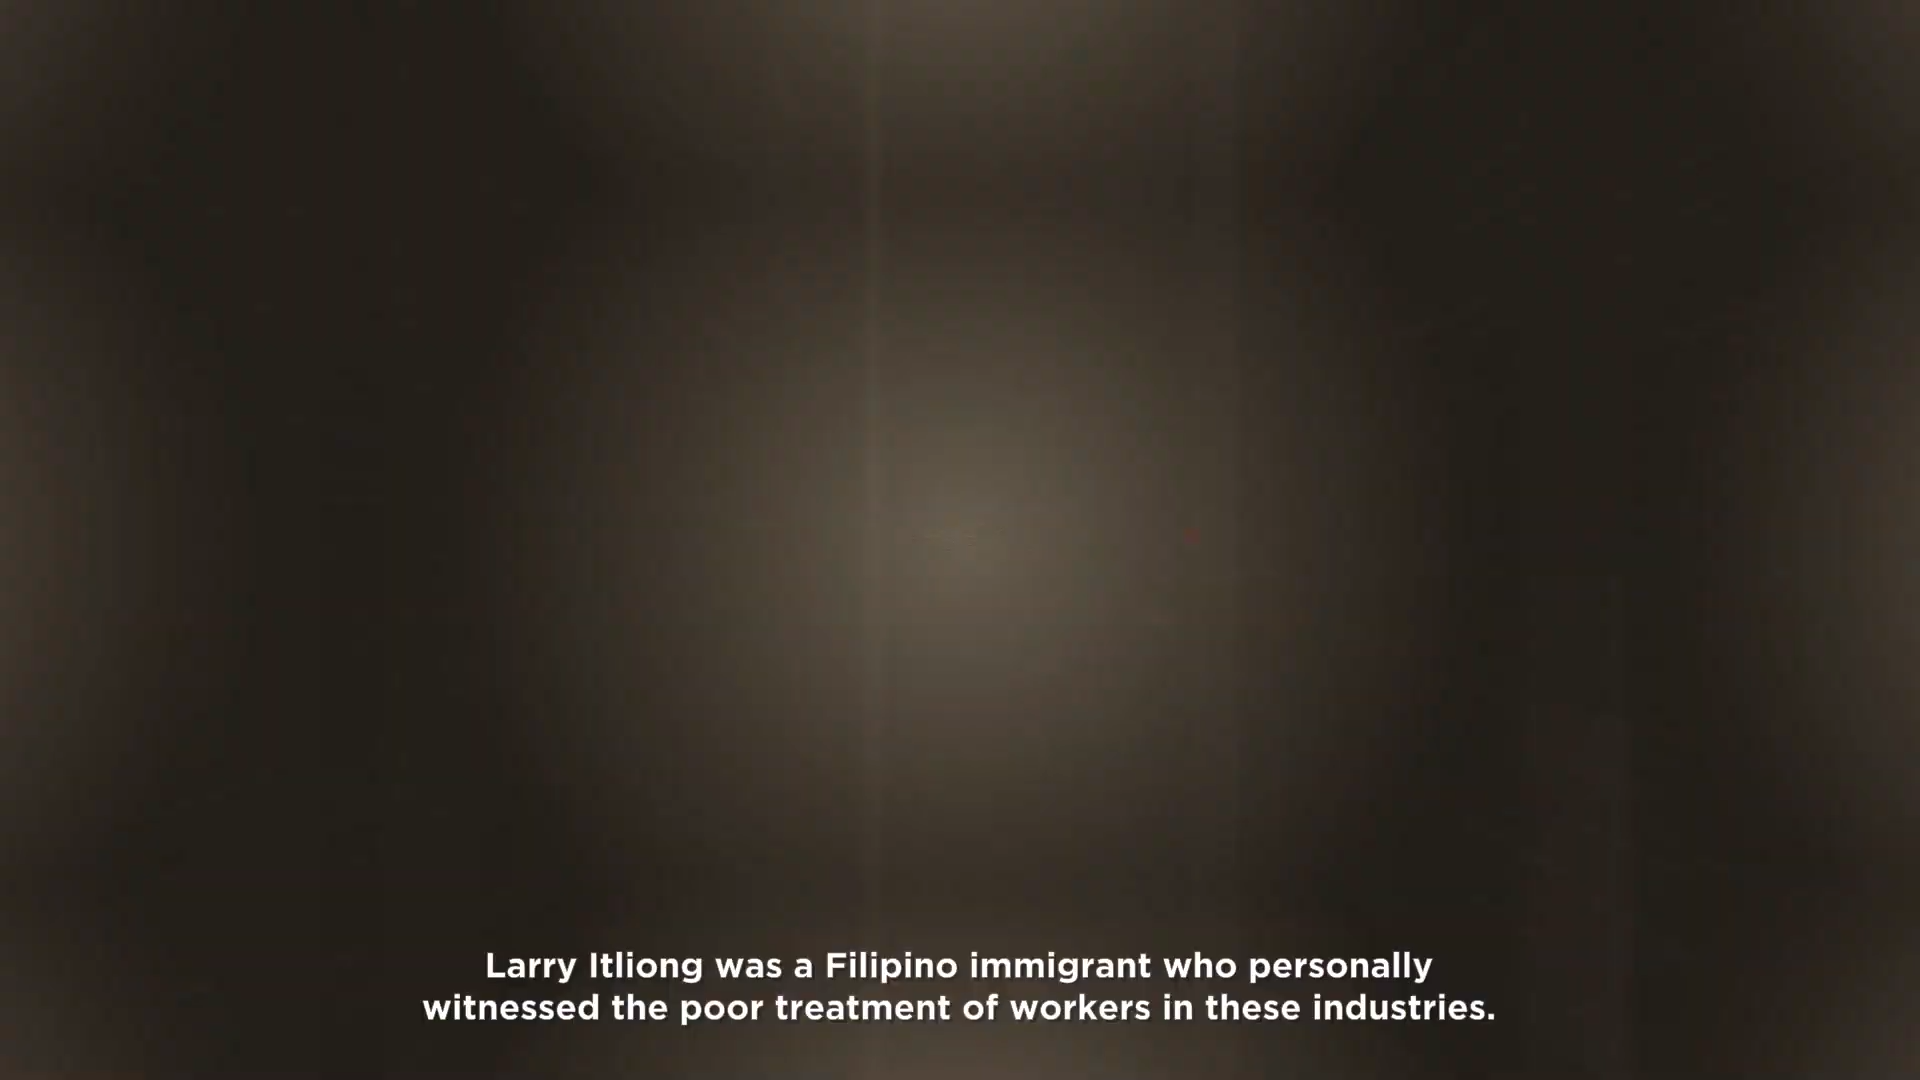 Larry Itliong was a Filipino immigrant who personally
witnessed the poor treatment of workers in these industries.